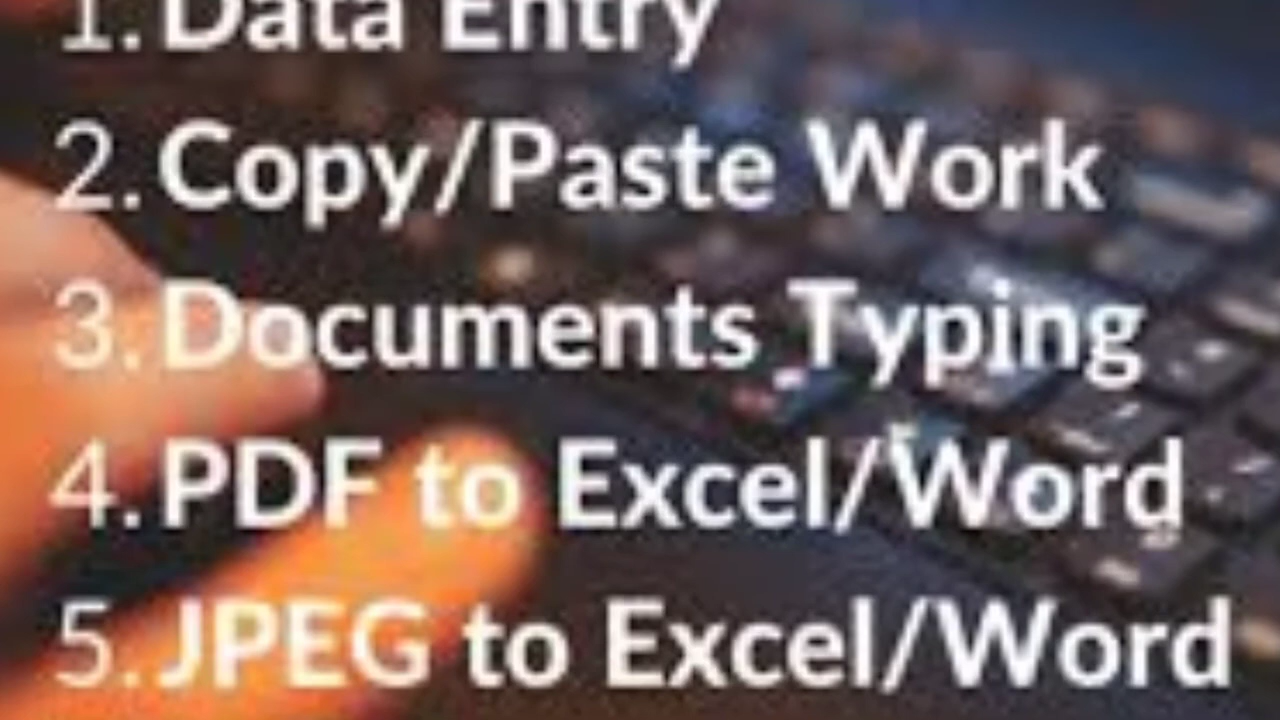 1. Data Entry
2. Copy/Paste Work
3. Documents Typing
4. PDF to Excel/Word
5. JPEG to Excel/Word